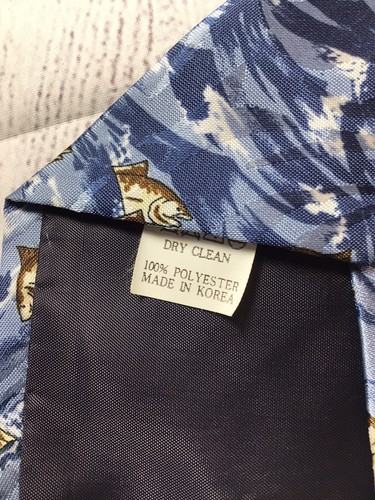 DRY CLEAN
100% POLYESTER
MADE IN KOREA